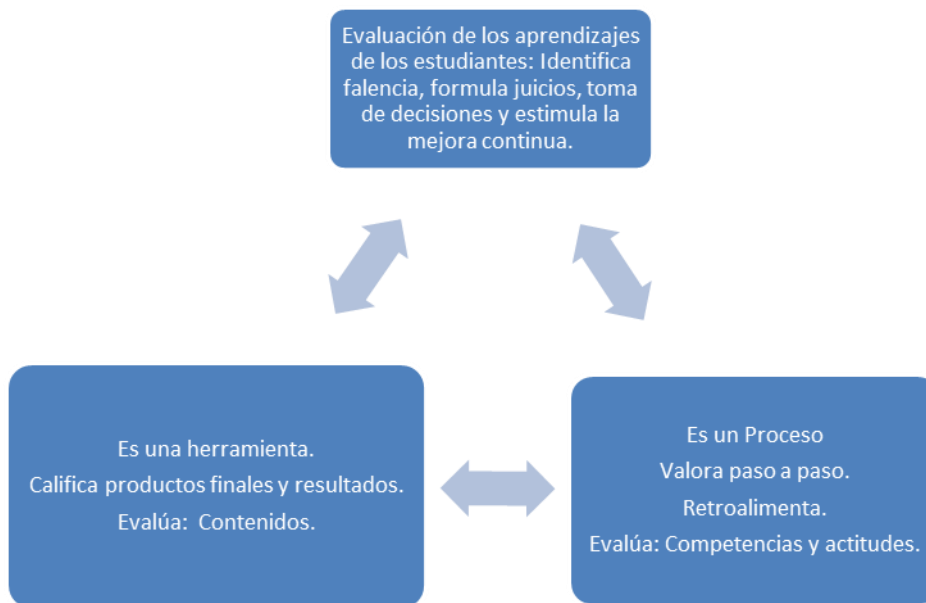 Evaluación de los aprendizajes
de los estudiantes: Identifica
falencia, formula juicios, toma
de decisiones y estimula la
mejora continua.
Es una herramienta.
Califica productos finales y resultados.
Evalúa:  Contenidos.
Es un Proceso
Valora paso a paso.
Retroalimenta.
Evalúa: Competencias y actitudes.